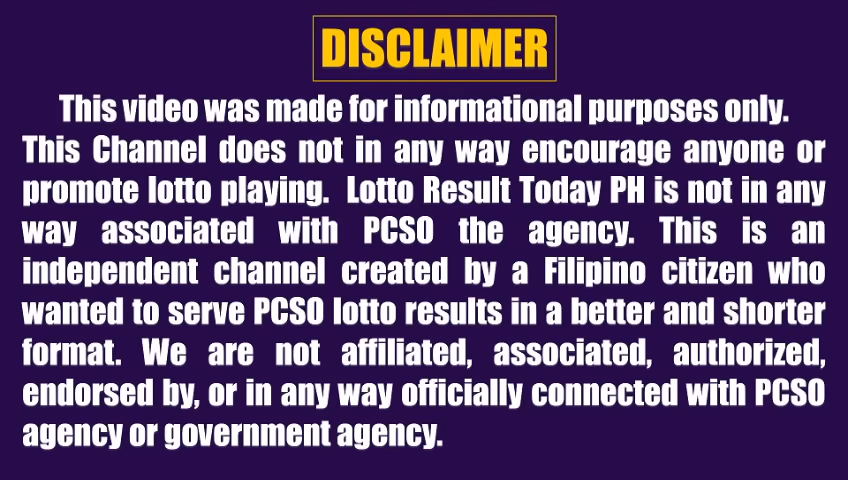 DISCLAIMER
This video was made for informational purposes only.
This Channel does not in any way encourage anyone or
promote lotto playing. Lotto Result Today PH is not in any
way associated with PCSO the agency. This is an
independent channel created by a Filipino citizen who
wanted to serve PCSO lotto results in a better and shorter
format. We are not affiliated, associated, authorized,
endorsed by, or in any way officially connected with PCSO
agency or government agency.